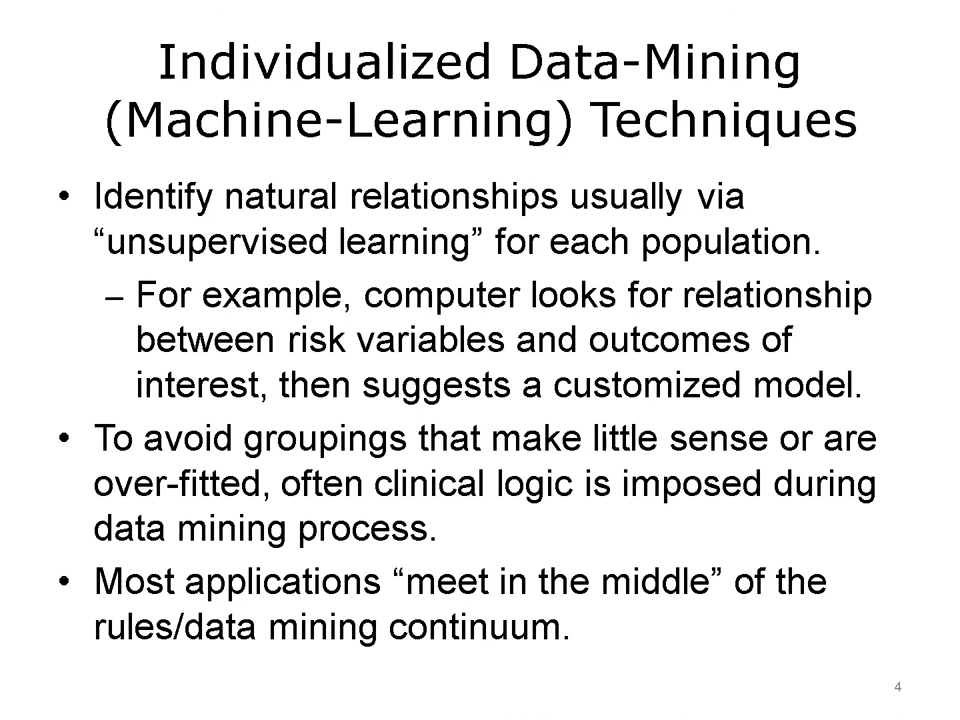 Individualized Data-Mining
(Machine-Learning) Techniques
• Identify natural relationships usually via
“unsupervised learning” for each population.
– For example, computer looks for relationship
between risk variables and outcomes of
interest, then suggests a customized model.
• To avoid groupings that make little sense or are
over-fitted, often clinical logic is imposed during
data mining process.
• Most applications “meet in the middle” of the
rules/data mining continuum.
4